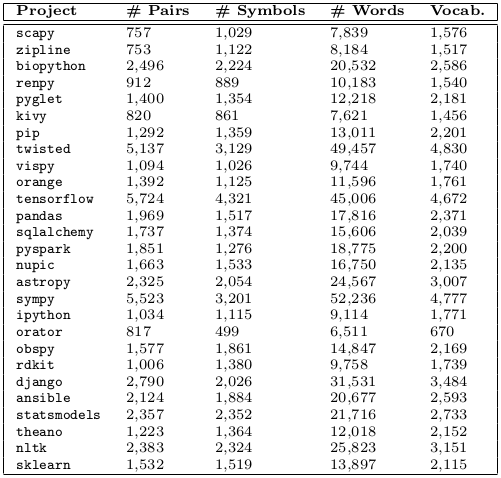 Project # Pairs # Symbols # Words Vocab.
scapy 757 1,029 7,839 1,576
zipline 753 1,122 8,184 1,517
biopython 2,496 2,224 20,532 2,586
renpy 912 889 10,183 1,540
pyglet 1,400 1,354 12,218 2,181
kivy 820 861 7,621 1,456
pip 1,292 1,359 13,011 2,201
twisted 5,137 3,129 49,457 4,830
vispy 1,094 1,026 9,744 1,740
orange 1,392 1,125 11,596 1,761
tensorflow 5,724 4,321 45,006 4,672
pandas 1,969 1,517 17,816 2,371
sqlalchemy 1,737 1,374 15,606 2,039
pyspark 1,851 1,276 18,775 2,200
nupic 1,663 1,533 16,750 2,135
astropy 2,325 2,054 24,567 3,007
sympy 5,523 3,201 52,236 4,777
ipython 1,034 1,115 9,114 1,771
orator 817 499 6,511 670
obspy 1,577 1,861 14,847 2,169
rdkit 1,006 1,380 9,758 1,739
django 2,790 2,026 31,531 3,484
ansible 2,124 1,884 20,677 2,593
statsmodels 2,357 2,352 21,716 2,733
theano 1,223 1,364 12,018 2,152
nltk 2,383 2,324 25,823 3,151
sklearn 1,532 1,519 13,897 2,115